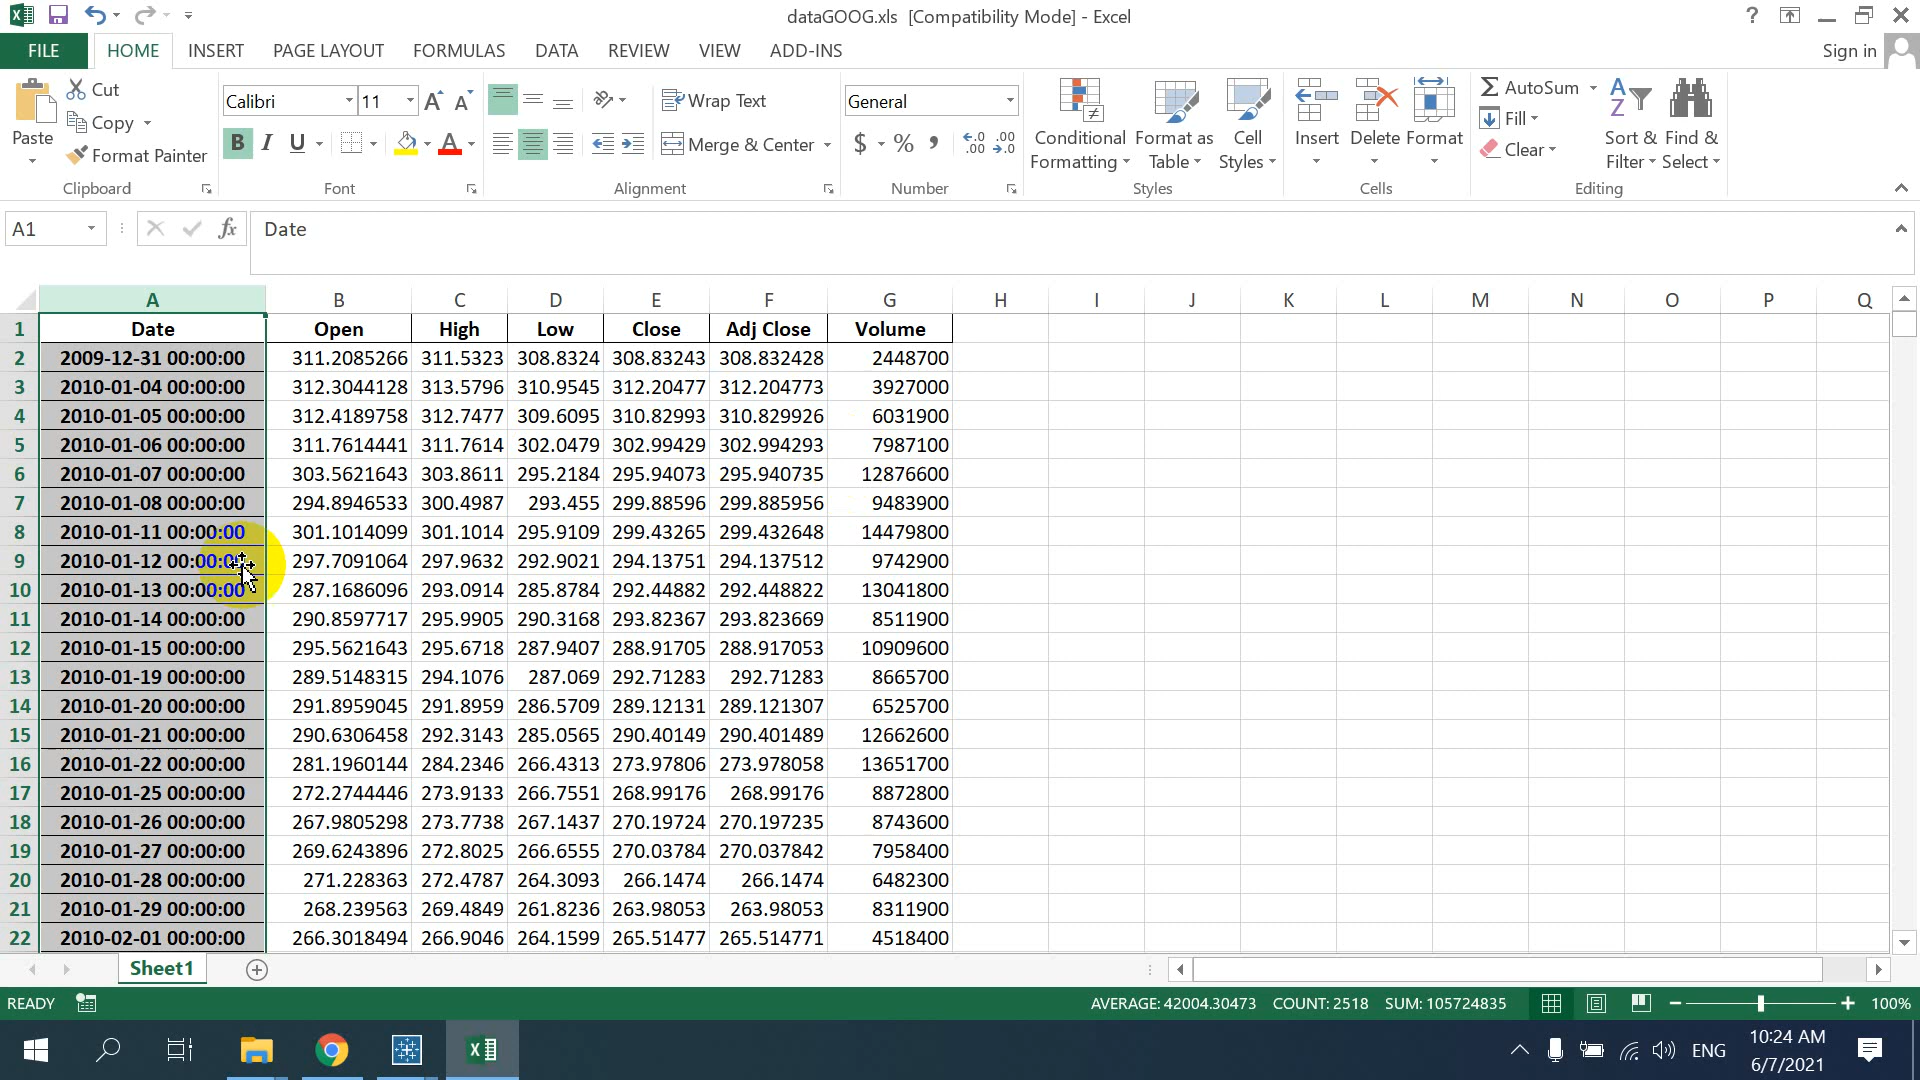 dataGOOG.xls [Compatibility Mode] - Excel
?
FILE HOME INSERT PAGE LAYOUT FORMULAS DATA REVIEW VIEW ADD-INS Sign in
Paste Cut Copy Format Painter Clipboard
Calibri 11 B I U A Font
Wrap Text Merge & Center Alignment
General $ % , Number
Conditional Formatting Format as Table Cell Styles Styles
Insert Delete Format Cells
AutoSum Fill Clear Sort & Filter Find & Select Editing
A1 fx Date
A B C D E F G H I J K L M N O P Q
1 Date Open High Low Close Adj Close Volume
2 2009-12-31 00:00:00 311.2085266 311.5323 308.8324 308.83243 308.832428 2448700
3 2010-01-04 00:00:00 312.3044128 313.5796 310.9545 312.20477 312.204773 3927000
4 2010-01-05 00:00:00 312.4189758 312.7477 309.6095 310.82993 310.829926 6031900
5 2010-01-06 00:00:00 311.7614441 311.7614 302.0479 302.99429 302.994293 7987100
6 2010-01-07 00:00:00 303.5621643 303.8611 295.2184 295.94073 295.940735 12876600
7 2010-01-08 00:00:00 294.8946533 300.4987 293.455 299.88596 299.885956 9483900
8 2010-01-11 00:00:00 301.1014099 301.1014 295.9109 299.43265 299.432648 14479800
9 2010-01-12 00:00:00 297.7091064 297.9632 292.9021 294.13751 294.137512 9742900
10 2010-01-13 00:00:00 287.1686096 293.0914 285.8784 292.44882 292.448822 13041800
11 2010-01-14 00:00:00 290.8597717 295.9905 290.3168 293.82367 293.823669 8511900
12 2010-01-15 00:00:00 295.5621643 295.6718 287.9407 288.91705 288.917053 10909600
13 2010-01-19 00:00:00 289.5148315 294.1076 287.069 292.71283 292.71283 8665700
14 2010-01-20 00:00:00 291.8959045 291.8959 286.5709 289.12131 289.121307 6525700
15 2010-01-21 00:00:00 290.6306458 292.3143 285.0565 290.40149 290.401489 12662600
16 2010-01-22 00:00:00 281.1960144 284.2346 266.4313 273.97806 273.978058 13651700
17 2010-01-25 00:00:00 272.2744446 273.9133 266.7551 268.99176 268.99176 8872800
18 2010-01-26 00:00:00 267.9805298 273.7738 267.1437 270.19724 270.197235 8743600
19 2010-01-27 00:00:00 269.6243896 272.8025 266.6555 270.03784 270.037842 7958400
20 2010-01-28 00:00:00 271.228363 272.4787 264.3093 266.1474 266.1474 6482300
21 2010-01-29 00:00:00 268.239563 269.4849 261.8236 263.98053 263.98053 8311900
22 2010-02-01 00:00:00 266.3018494 266.9046 264.1599 265.51477 265.514771 4518400
Sheet1
READY AVERAGE: 42004.30473 COUNT: 2518 SUM: 105724835 100%
ENG 10:24 AM
6/7/2021